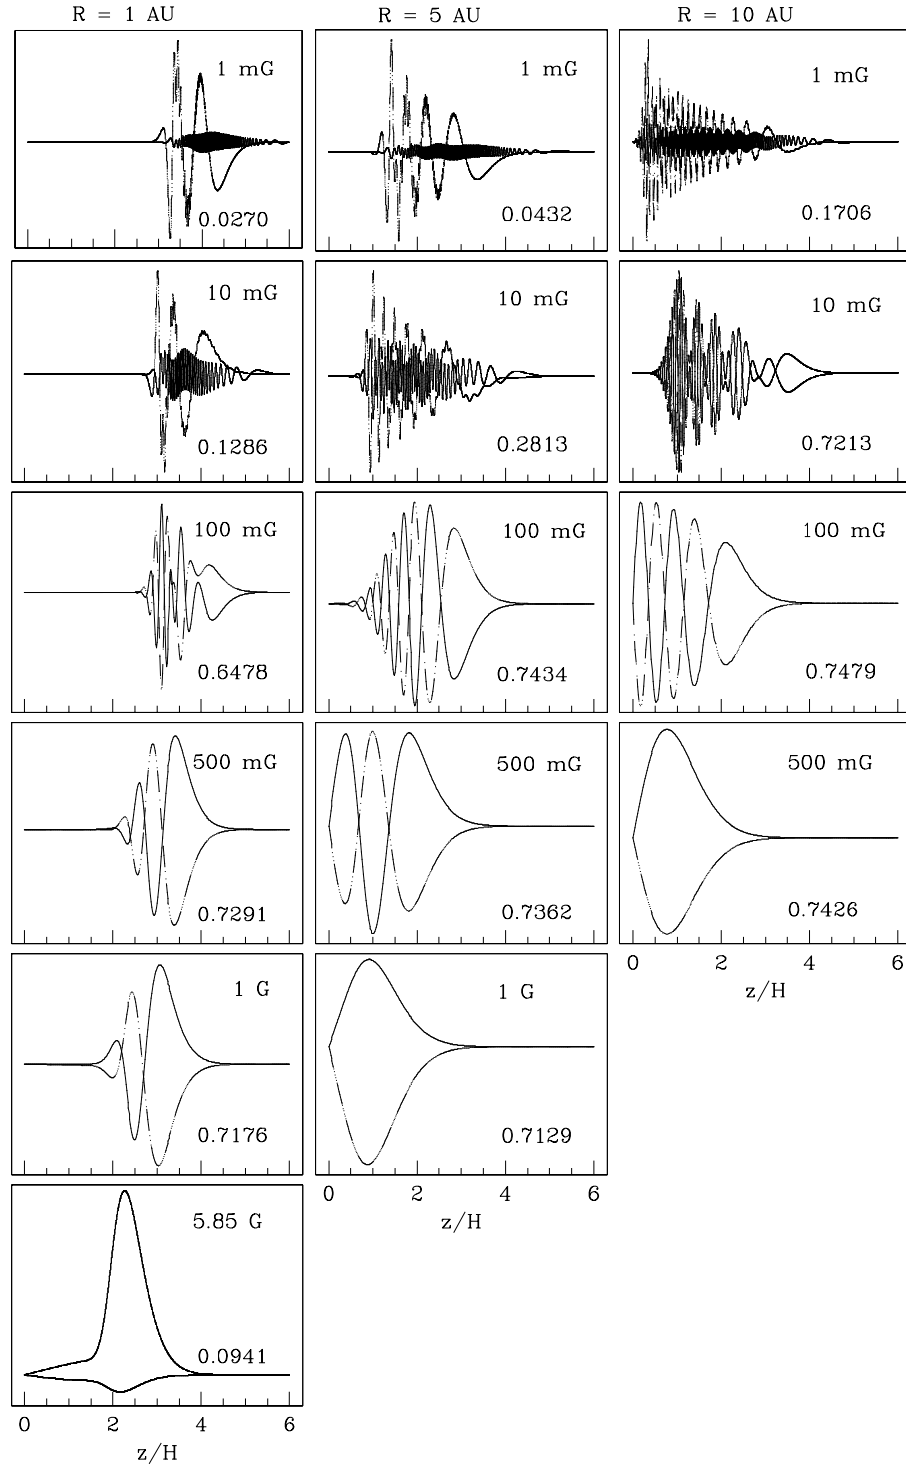 R = 1 AU R = 5 AU R = 10 AU
1 mG 1 mG 1 mG
0.0270 0.0432 0.1706
10 mG 10 mG 10 mG
0.1286 0.2813 0.7213
100 mG 100 mG 100 mG
0.6478 0.7434 0.7479
500 mG 500 mG 500 mG
0.7291 0.7362 0.7426
0 2 4 6
z/H
1 G 1 G
0.7176 0.7129
0 2 4 6
z/H
5.85 G
0.0941
0 2 4 6
z/H